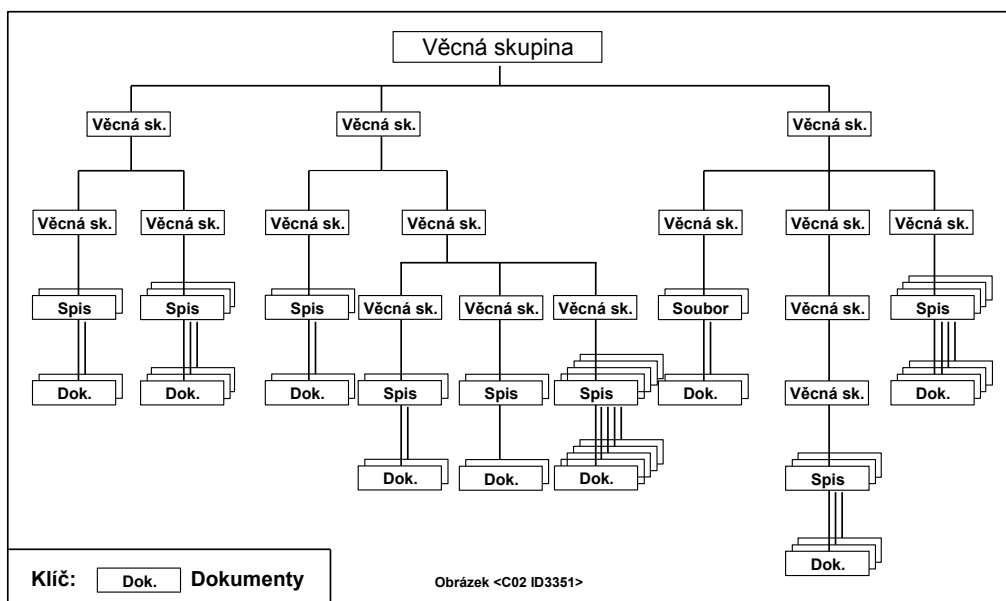 Věcná skupina
Věcná sk. Věcná sk. Věcná sk.
Věcná sk. Věcná sk. Věcná sk. Věcná sk. Věcná sk. Věcná sk. Věcná sk.
Spis Spis Spis Věcná sk. Věcná sk. Věcná sk. Soubor Věcná sk. Spis
Dok. Dok. Dok. Spis Spis Spis Dok. Věcná sk. Dok.
Dok. Dok. Dok. Spis
Dok.
Klíč: Dok. Dokumenty
Obrázek <C02 ID3351>